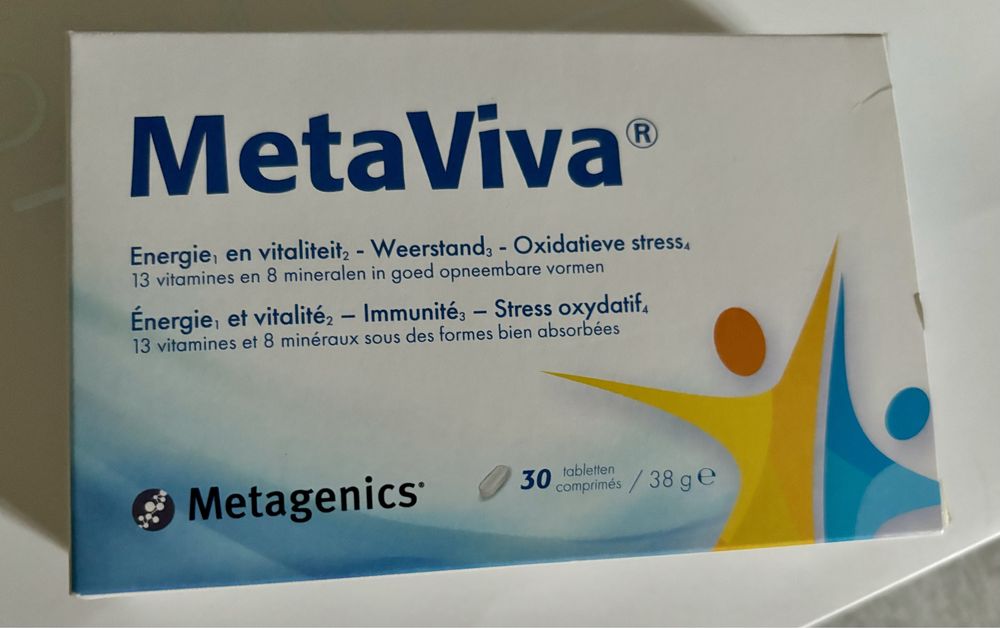 MetaViva®
Energie₁ en vitaliteit₂ - Weerstand₃ - Oxidatieve stress₄
13 vitamines en 8 mineralen in goed opneembare vormen
Énergie₁ et vitalité₂ – Immunité₃ – Stress oxydatif₄
13 vitamines et 8 minéraux sous des formes bien absorbées
Metagenics®
30 tabletten / 38 g ℮
comprimés